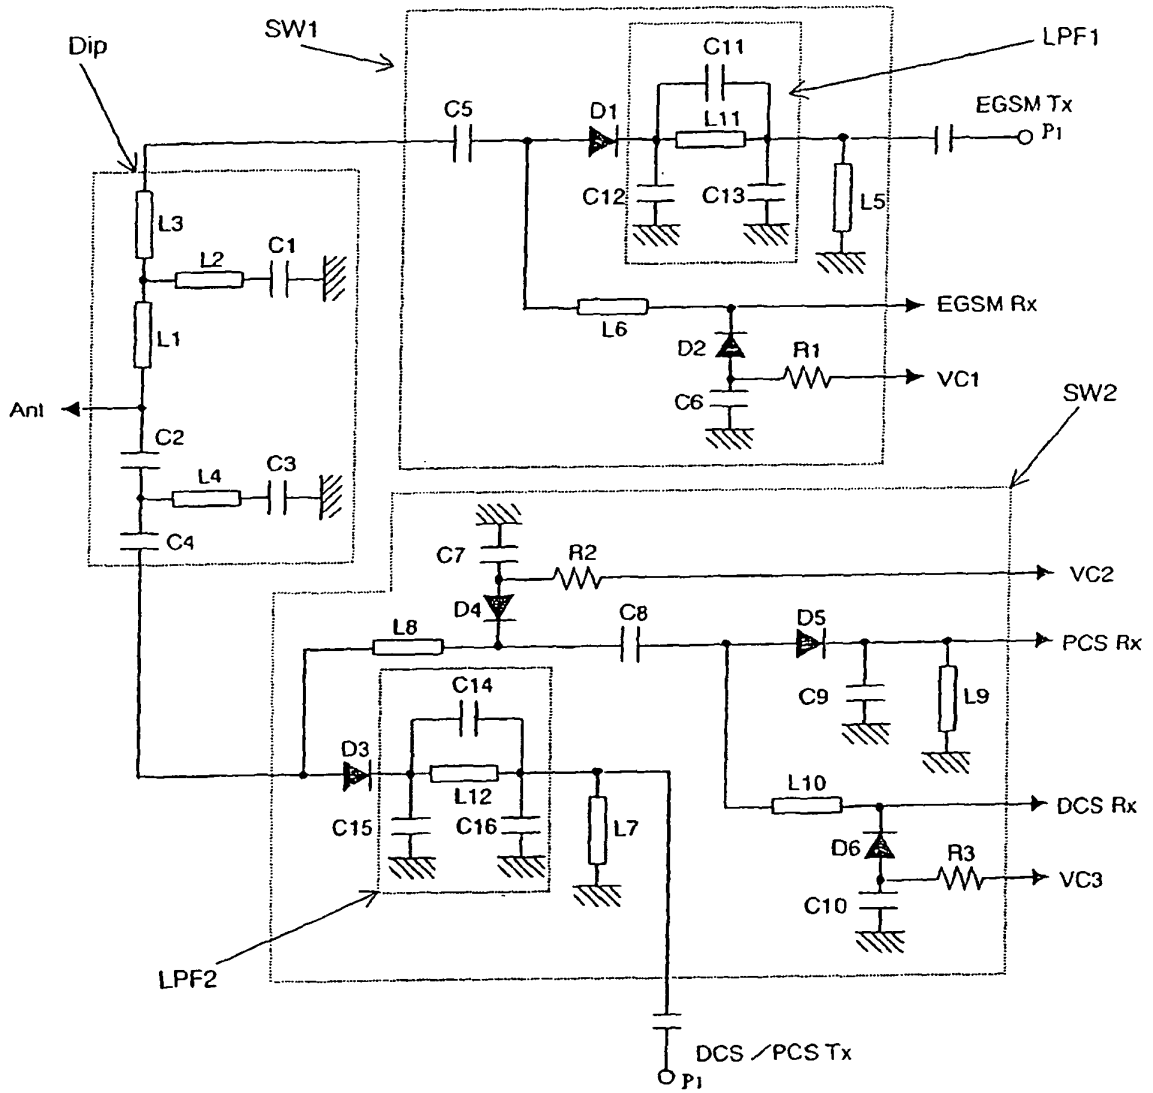 SW1
Dip
LPF1
C11
EGSM Tx
C5
D1
L11
P1
C12
C13
L5
L3
C1
L2
EGSM Rx
L1
L6
D2
R1
VC1
C6
Ant
SW2
C2
C3
L4
C4
C7
R2
VC2
D4
C8
D5
L8
PCS Rx
C14
C9
L9
D3
L10
L12
DCS Rx
C15
C16
L7
D6
R3
VC3
C10
LPF2
DCS / PCS Tx
P1